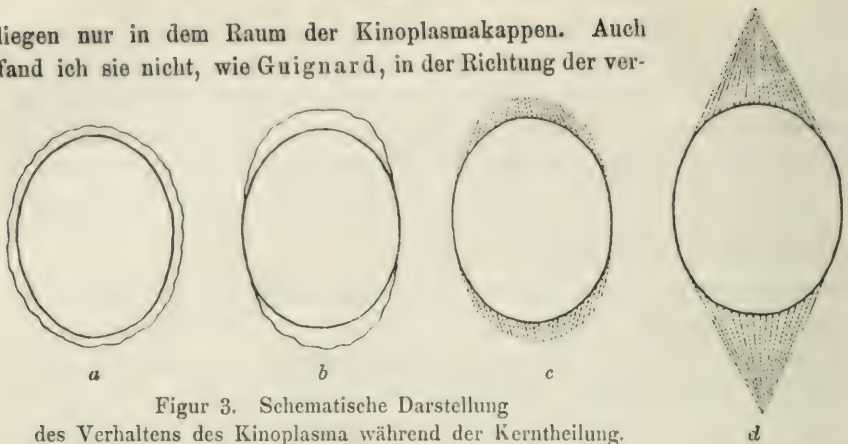 liegen nur in dem Raum der Kinoplasmakappen. Auch
fand ich sie nicht, wie Guignard, in der Richtung der ver-
a
b
c
d
Figur 3. Schematische Darstellung
des Verhaltens des Kinoplasma während der Kerntheilung.